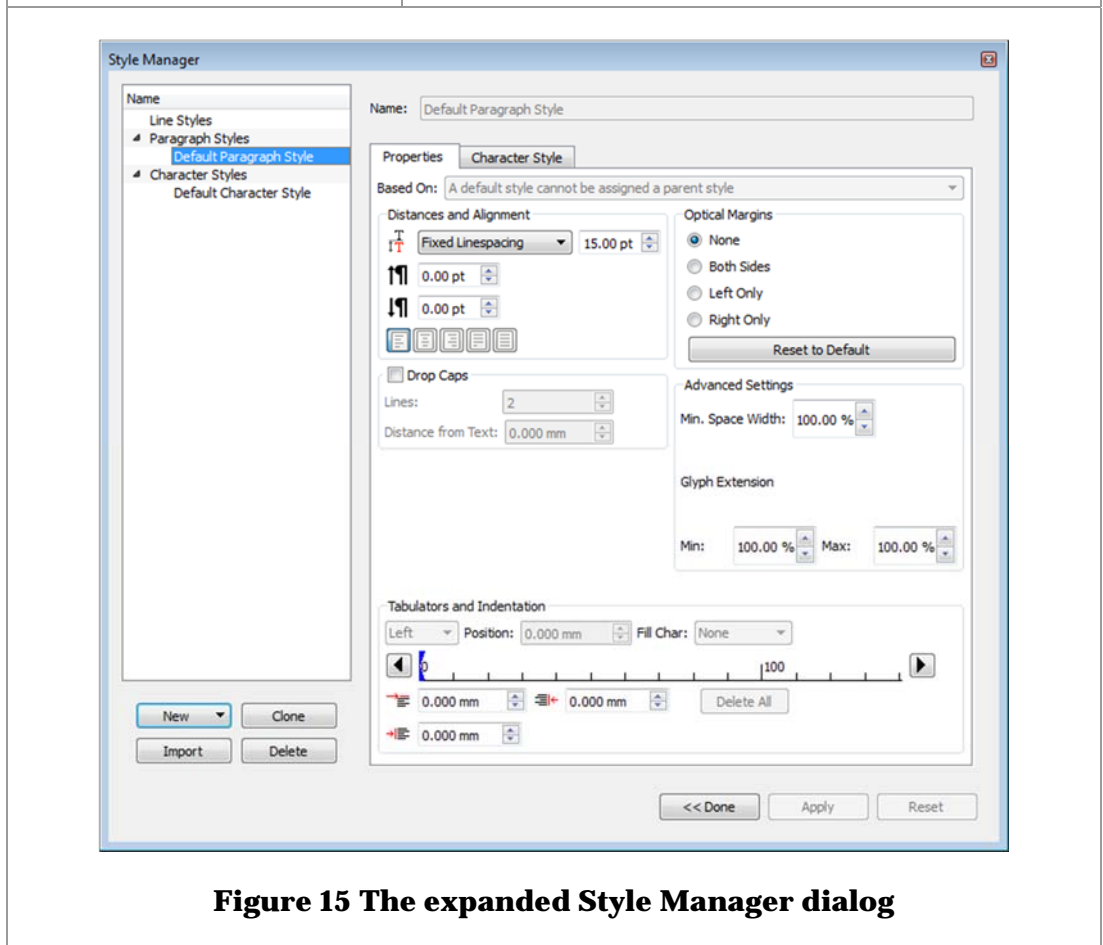 Style Manager
Name
Line Styles
Paragraph Styles
Default Paragraph Style
Character Styles
Default Character Style
New
Clone
Import
Delete
Name: Default Paragraph Style
Properties
Character Style
Based On: A default style cannot be assigned a parent style
Distances and Alignment
Fixed Linespacing 15.00 pt
0.00 pt
0.00 pt
Drop Caps
Lines: 2
Distance from Text: 0.000 mm
Optical Margins
None
Both Sides
Left Only
Right Only
Reset to Default
Advanced Settings
Min. Space Width: 100.00 %
Glyph Extension
Min: 100.00 % Max: 100.00 %
Tabulators and Indentation
Left Position: 0.000 mm Fill Char: None
0 100
0.000 mm 0.000 mm Delete All
0.000 mm
<< Done Apply Reset
Figure 15 The expanded Style Manager dialog